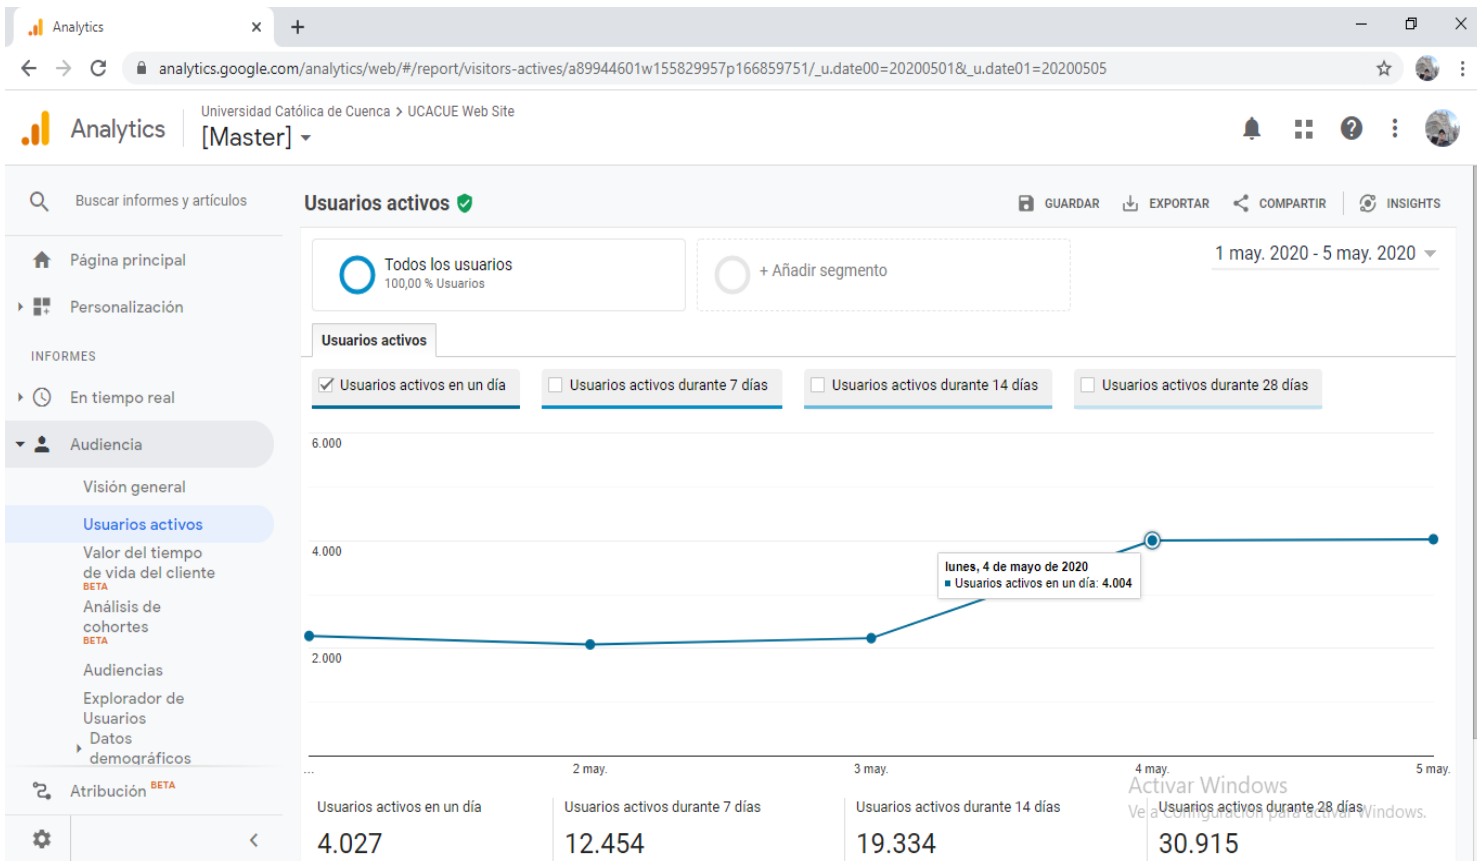 Analytics
analytics.google.com/analytics/web/#/report/visitors-actives/a89944601w155829957p166859751/_u.date00=20200501&_u.date01=20200505
Analytics
Universidad Católica de Cuenca > UCACUE Web Site
[Master]
Buscar informes y artículos
Usuarios activos
GUARDAR
EXPORTAR
COMPARTIR
INSIGHTS
Página principal
Personalización
INFORMES
En tiempo real
Audiencia
Visión general
Usuarios activos
Valor del tiempo
de vida del cliente
BETA
Análisis de
cohortes
BETA
Audiencias
Explorador de
Usuarios
Datos
demográficos
Atribución BETA
Todos los usuarios
100,00 % Usuarios
+ Añadir segmento
1 may. 2020 - 5 may. 2020
Usuarios activos
Usuarios activos en un día
Usuarios activos durante 7 días
Usuarios activos durante 14 días
Usuarios activos durante 28 días
6.000
4.000
2.000
lunes, 4 de mayo de 2020
Usuarios activos en un día: 4.004
...
2 may.
3 may.
4 may.
5 may.
Activar Windows
Ve a Configuración para activar Windows.
Usuarios activos en un día
4.027
Usuarios activos durante 7 días
12.454
Usuarios activos durante 14 días
19.334
Usuarios activos durante 28 días
30.915